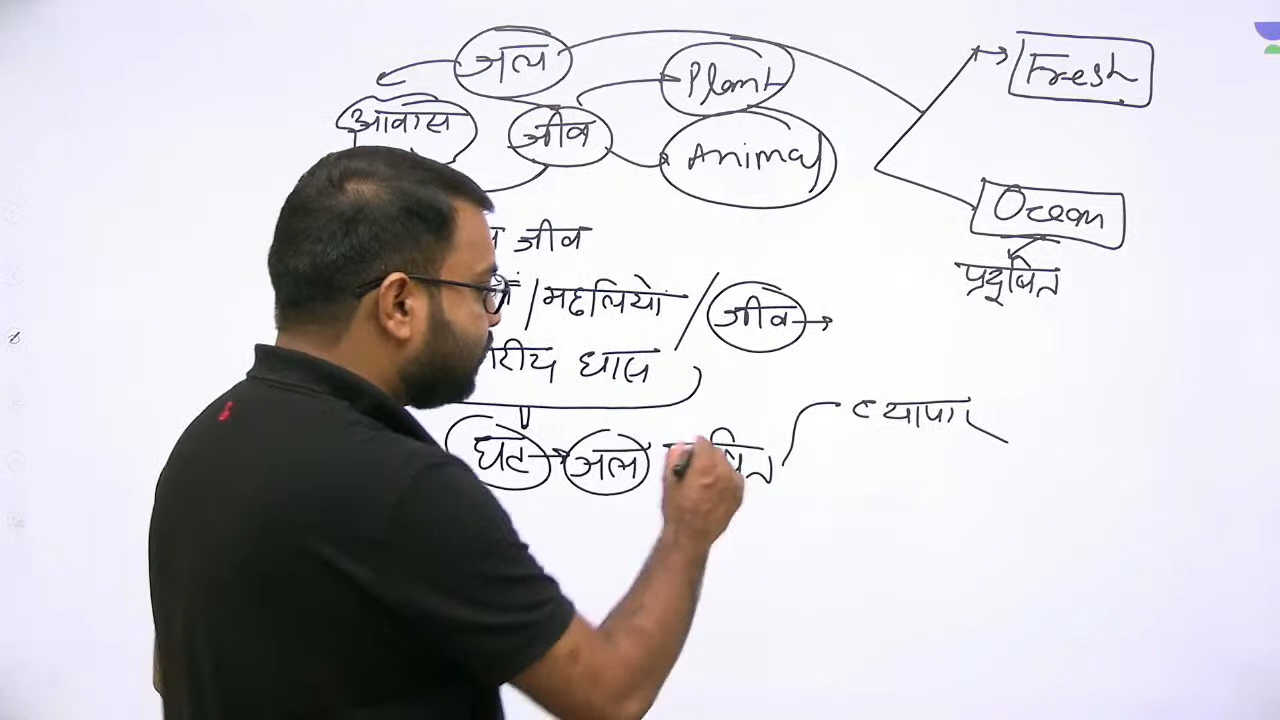 जल Plant Fresh
आवास जीव Animal
Ocean
जीव प्रदूषित
/मछलियो / जीव
घास
व्यापार
घटे → जल